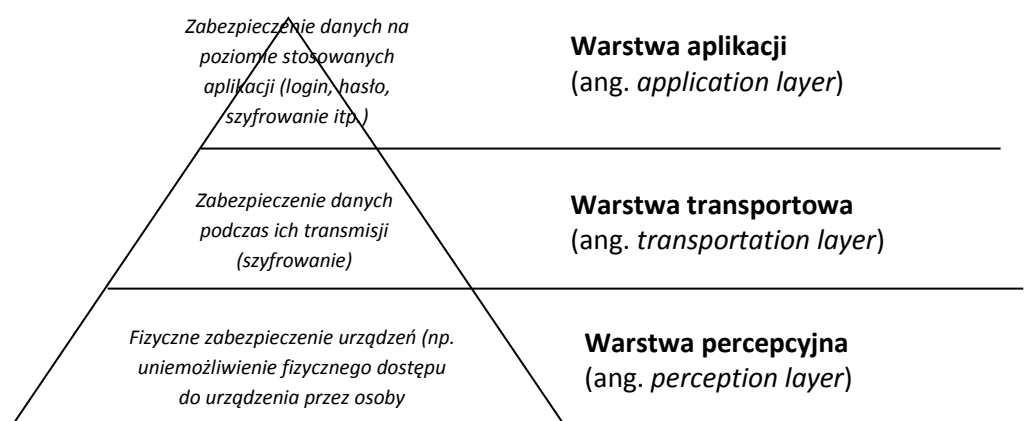 Zabezpieczenie danych na
poziomie stosowanych
aplikacji (login, hasło,
szyfrowanie itp.)
Warstwa aplikacji
(ang. application layer)
Zabezpieczenie danych
podczas ich transmisji
(szyfrowanie)
Warstwa transportowa
(ang. transportation layer)
Fizyczne zabezpieczenie urządzeń (np.
uniemożliwienie fizycznego dostępu
do urządzenia przez osoby
Warstwa percepcyjna
(ang. perception layer)